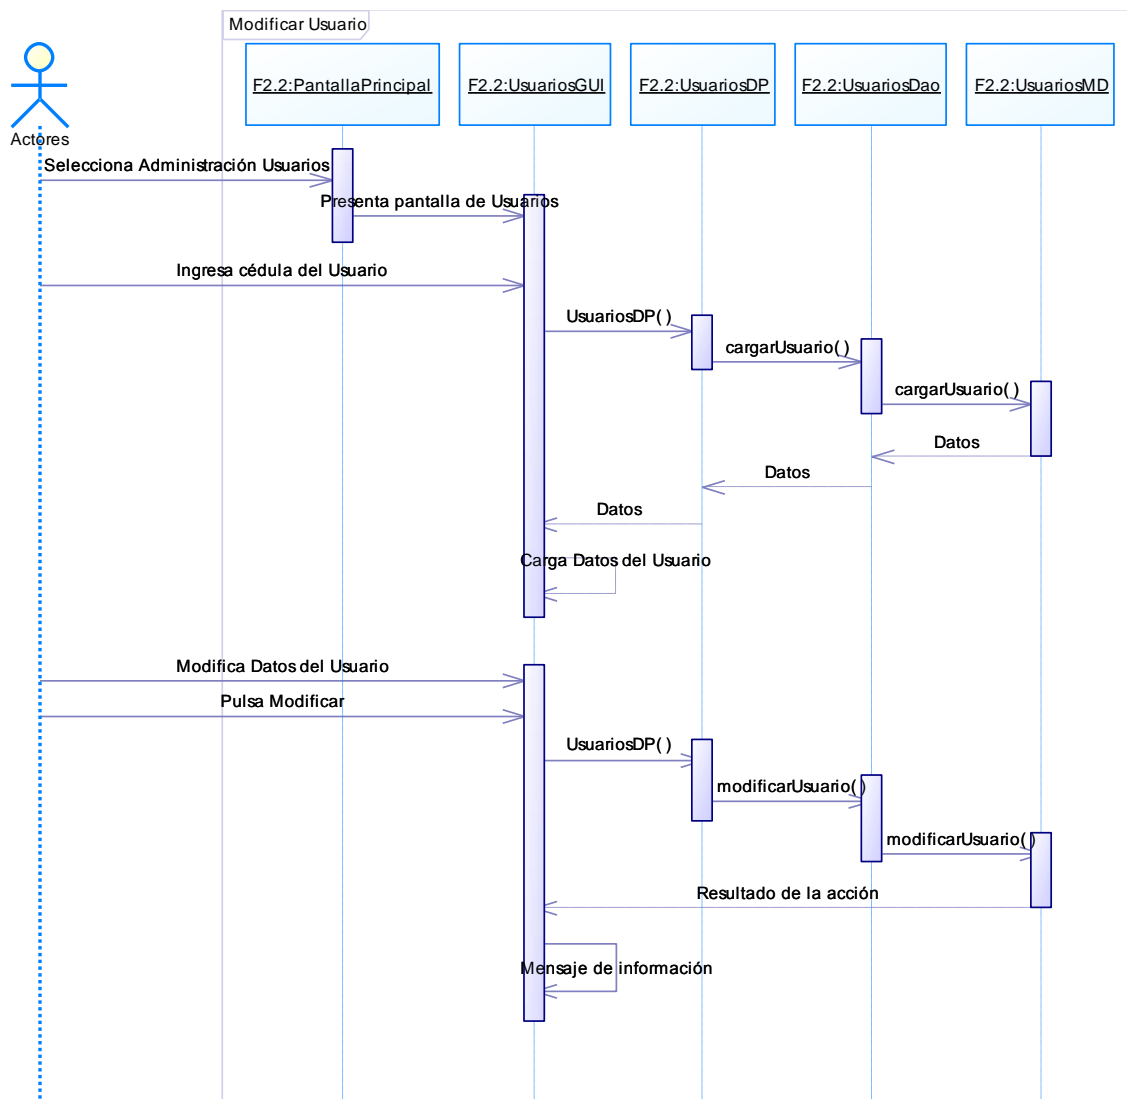 Modificar Usuario
F2.2:PantallaPrincipal
F2.2:UsuariosGUI
F2.2:UsuariosDP
F2.2:UsuariosDao
F2.2:UsuariosMD
Actores
Selecciona Administración Usuarios
Presenta pantalla de Usuarios
Ingresa cédula del Usuario
UsuariosDP( )
cargarUsuario( )
cargarUsuario( )
Datos
Datos
Datos
Carga Datos del Usuario
Modifica Datos del Usuario
Pulsa Modificar
UsuariosDP( )
modificarUsuario( )
modificarUsuario( )
Resultado de la acción
Mensaje de información